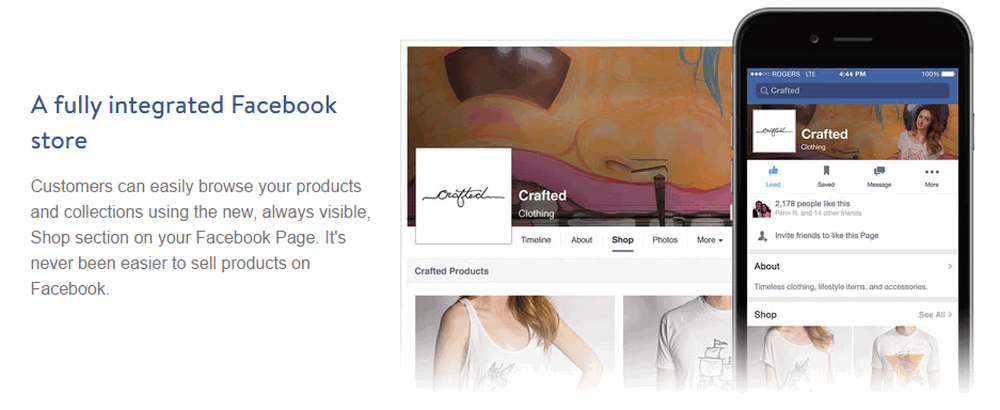 A fully integrated Facebook
store
Customers can easily browse your products
and collections using the new, always visible,
Shop section on your Facebook Page. It's
never been easier to sell products on
Facebook.
Crafted
Crafted
Clothing
Timeline
About
Shop
Photos
More
Crafted Products
ROGERS LTE
4:44 PM
100%
Crafted
Crafted
Crafted
Clothing
Liked
Saved
Message
More
2,178 people like this
Perin R. and 14 other friends
Invite friends to like this Page
About
Timeless clothing, lifestyle items, and accessories.
Shop
See All